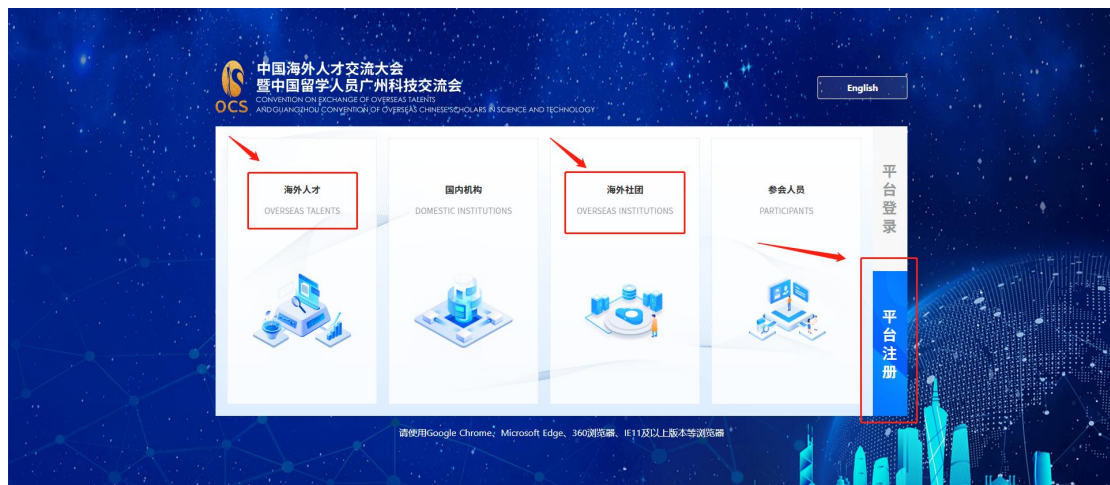 中国海外人才交流大会
暨中国留学人员广州科技交流会
OCS
CONVENTION ON EXCHANGE OF OVERSEAS TALENTS
AND GUANGZHOU CONVENTION OF OVERSEAS CHINESE SCHOLARS IN SCIENCE AND TECHNOLOGY
English
海外人才
OVERSEAS TALENTS
国内机构
DOMESTIC INSTITUTIONS
海外社团
OVERSEAS INSTITUTIONS
参会人员
PARTICIPANTS
平台登录
平台注册
请使用Google Chrome、Microsoft Edge、360浏览器、IE11及以上版本等浏览器